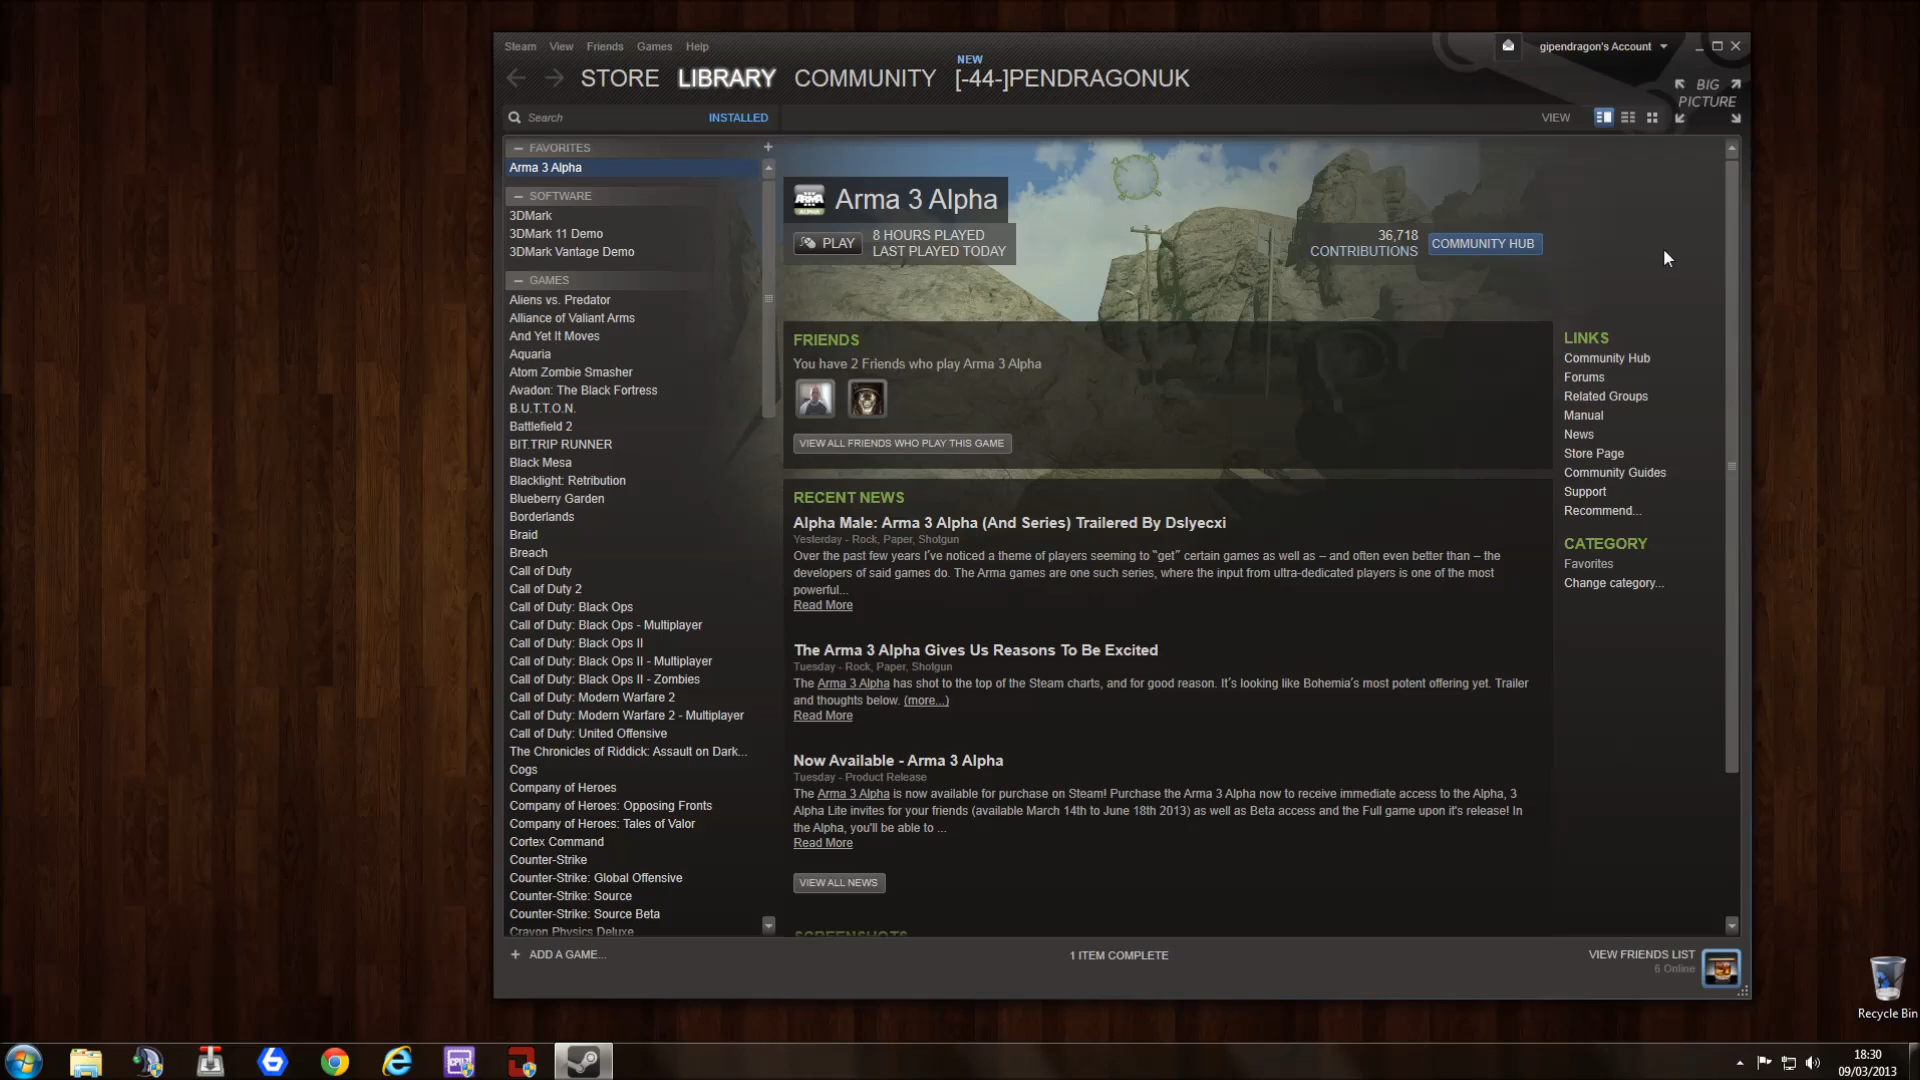 Steam View Friends Games Help
gipendragon's Account
NEW
STORE LIBRARY COMMUNITY [-44-]PENDRAGONUK
BIG
PICTURE
Search INSTALLED
VIEW
— FAVORITES +
Arma 3 Alpha
— SOFTWARE
3DMark
3DMark 11 Demo
3DMark Vantage Demo
— GAMES
Aliens vs. Predator
Alliance of Valiant Arms
And Yet It Moves
Aquaria
Atom Zombie Smasher
Avadon: The Black Fortress
B.U.T.T.O.N.
Battlefield 2
BIT.TRIP RUNNER
Black Mesa
Blacklight: Retribution
Blueberry Garden
Borderlands
Braid
Breach
Call of Duty
Call of Duty 2
Call of Duty: Black Ops
Call of Duty: Black Ops - Multiplayer
Call of Duty: Black Ops II
Call of Duty: Black Ops II - Multiplayer
Call of Duty: Black Ops II - Zombies
Call of Duty: Modern Warfare 2
Call of Duty: Modern Warfare 2 - Multiplayer
Call of Duty: United Offensive
The Chronicles of Riddick: Assault on Dark...
Cogs
Company of Heroes
Company of Heroes: Opposing Fronts
Company of Heroes: Tales of Valor
Cortex Command
Counter-Strike
Counter-Strike: Global Offensive
Counter-Strike: Source
Counter-Strike: Source Beta
Crayon Physics Deluxe
+ ADD A GAME...
ARMA
ALPHA
Arma 3 Alpha
PLAY
8 HOURS PLAYED
LAST PLAYED TODAY
36,718
CONTRIBUTIONS
COMMUNITY HUB
FRIENDS
You have 2 Friends who play Arma 3 Alpha
VIEW ALL FRIENDS WHO PLAY THIS GAME
RECENT NEWS
Alpha Male: Arma 3 Alpha (And Series) Trailered By Dslyecxi
Yesterday - Rock, Paper, Shotgun
Over the past few years I've noticed a theme of players seeming to "get" certain games as well as – and often even better than – the
developers of said games do. The Arma games are one such series, where the input from ultra-dedicated players is one of the most
powerful...
Read More
The Arma 3 Alpha Gives Us Reasons To Be Excited
Tuesday - Rock, Paper, Shotgun
The Arma 3 Alpha has shot to the top of the Steam charts, and for good reason. It's looking like Bohemia's most potent offering yet. Trailer
and thoughts below. (more...)
Read More
Now Available - Arma 3 Alpha
Tuesday - Product Release
The Arma 3 Alpha is now available for purchase on Steam! Purchase the Arma 3 Alpha now to receive immediate access to the Alpha, 3
Alpha Lite invites for your friends (available March 14th to June 18th 2013) as well as Beta access and the Full game upon it's release! In
the Alpha, you'll be able to ...
Read More
VIEW ALL NEWS
SCREENSHOTS
LINKS
Community Hub
Forums
Related Groups
Manual
News
Store Page
Community Guides
Support
Recommend...
CATEGORY
Favorites
Change category...
1 ITEM COMPLETE
VIEW FRIENDS LIST
6 Online
Recycle Bin
18:30
09/03/2013